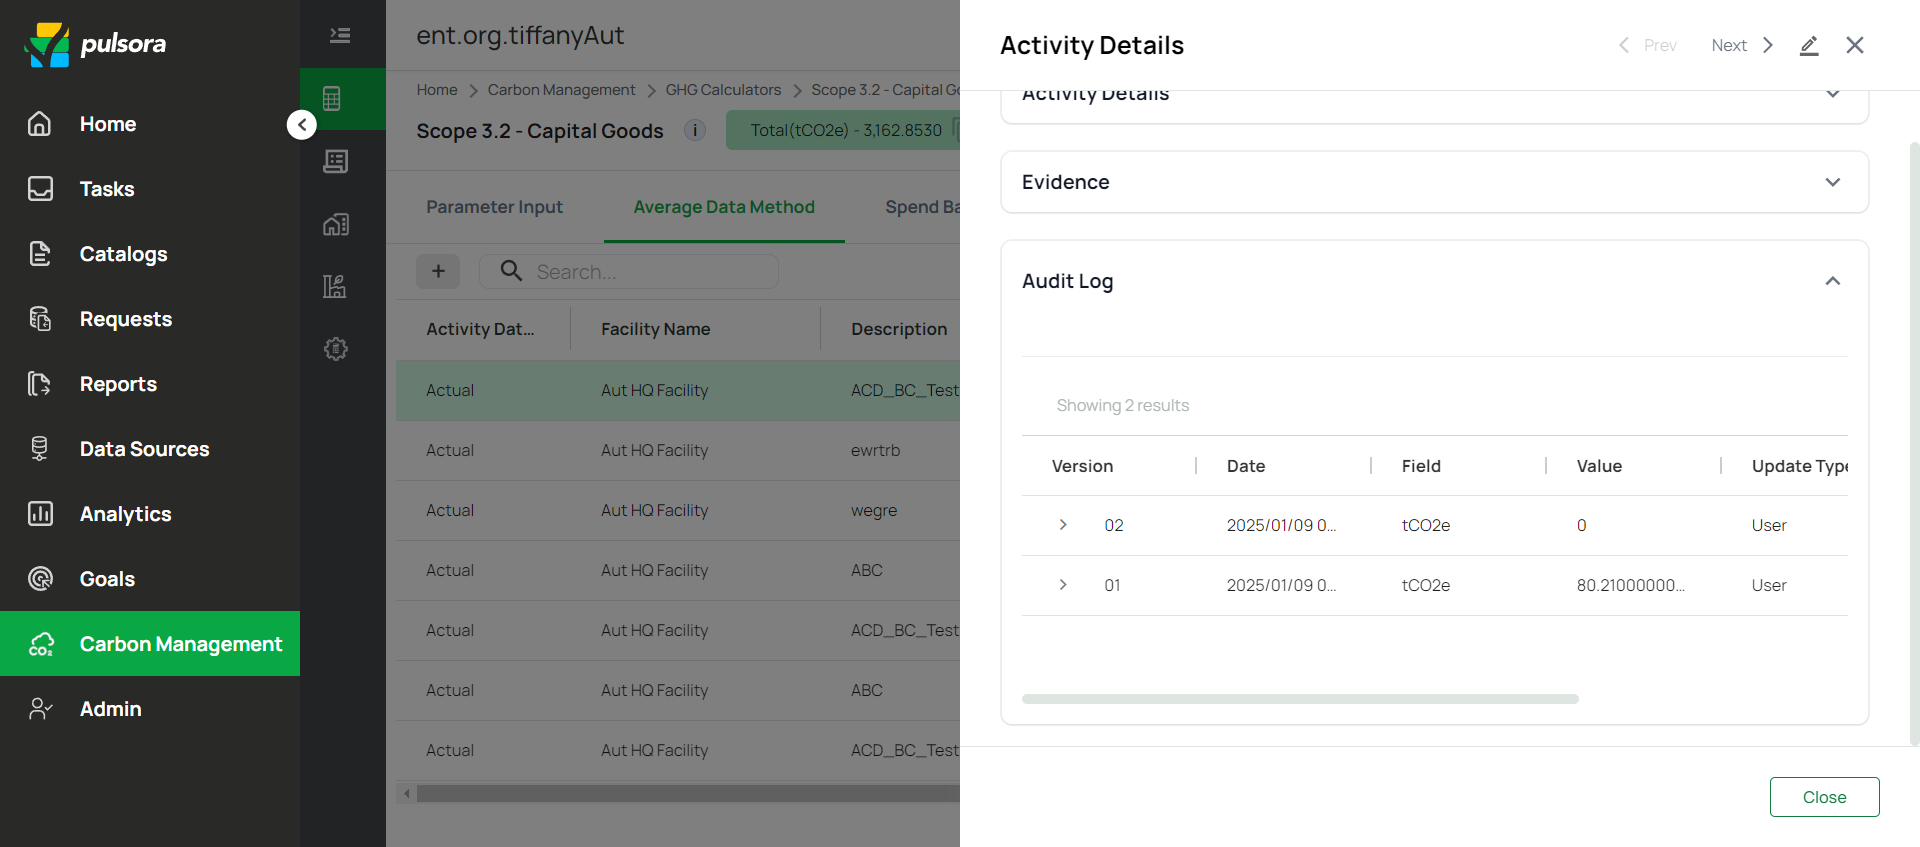 pulsora
Home
Tasks
Catalogs
Requests
Reports
Data Sources
Analytics
Goals
CO₂
Carbon Management
Admin
ent.org.tiffanyAut
Home > Carbon Management > GHG Calculators > Scope 3.2 - Capital Go
Scope 3.2 - Capital Goods i Total(tCO2e) - 3,162.8530
Parameter Input Average Data Method Spend Ba
+ Search...
Activity Dat... Facility Name Description
Actual Aut HQ Facility ACD_BC_Test
Actual Aut HQ Facility ewrtrb
Actual Aut HQ Facility wegre
Actual Aut HQ Facility ABC
Actual Aut HQ Facility ACD_BC_Test
Actual Aut HQ Facility ABC
Actual Aut HQ Facility ACD_BC_Test
Activity Details
Prev Next
Activity Details
Evidence
Audit Log
Showing 2 results
Version Date Field Value Update Type
02 2025/01/09 0... tCO2e 0 User
01 2025/01/09 0... tCO2e 80.21000000... User
Close